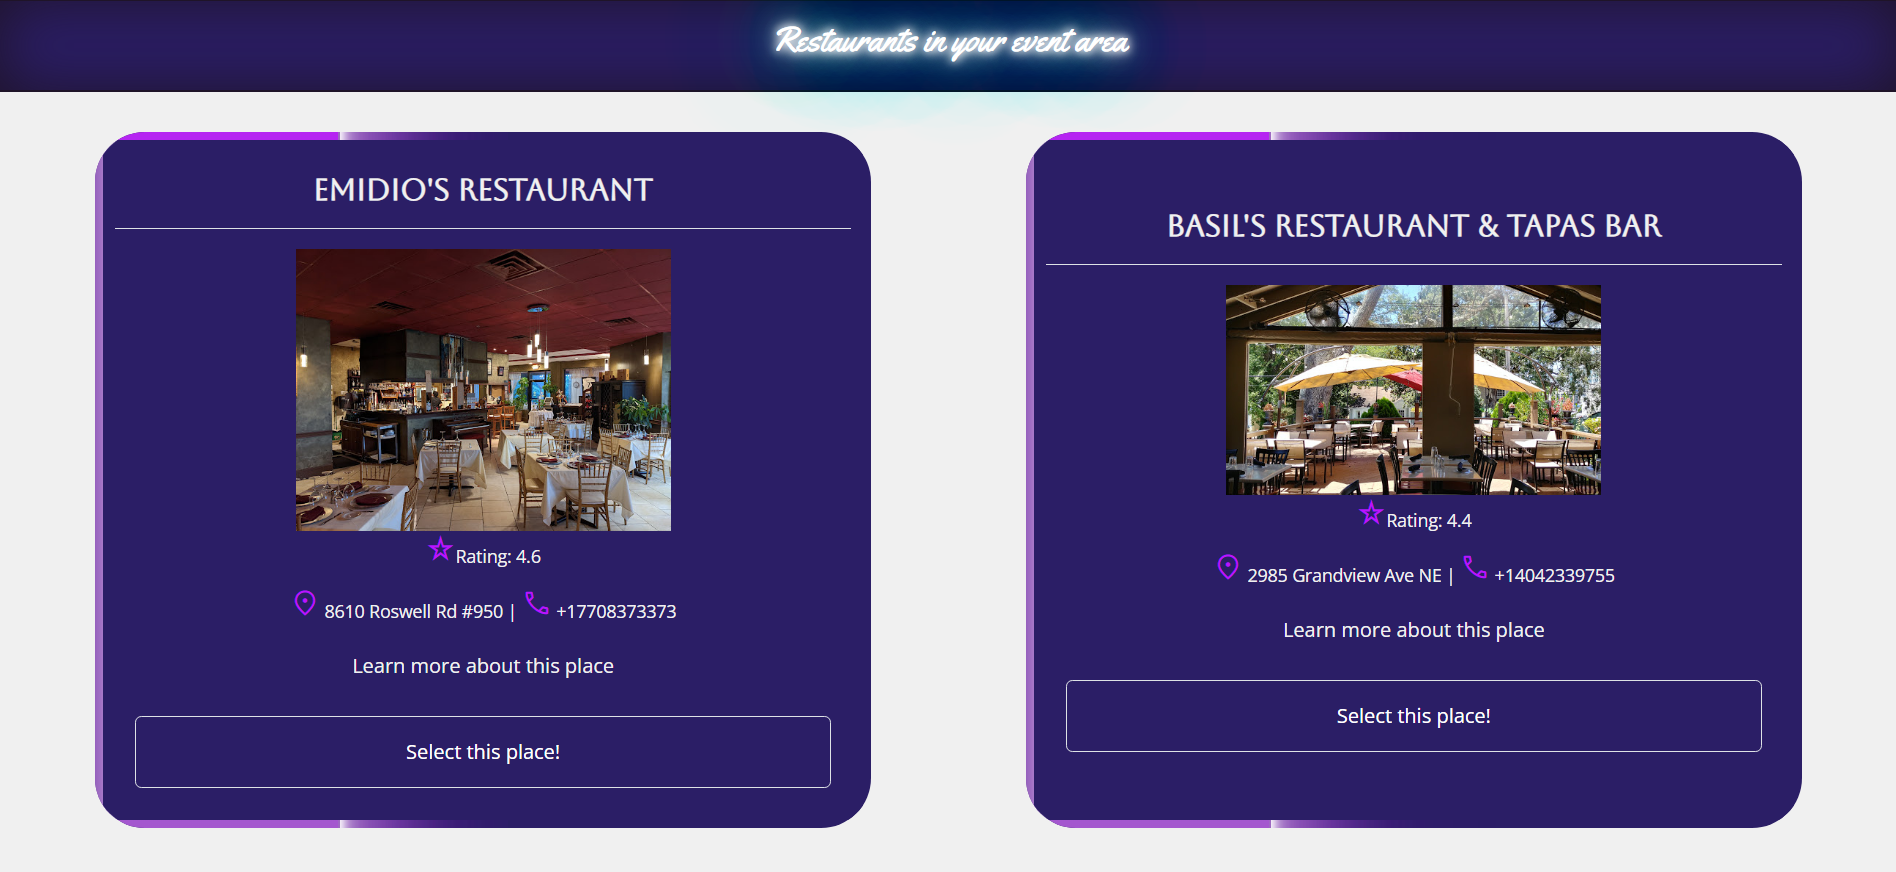 Restaurants in your event area
EMIDIO'S RESTAURANT
Rating: 4.6
8610 Roswell Rd #950 | +17708373373
Learn more about this place
Select this place!
BASIL'S RESTAURANT & TAPAS BAR
Rating: 4.4
2985 Grandview Ave NE | +14042339755
Learn more about this place
Select this place!